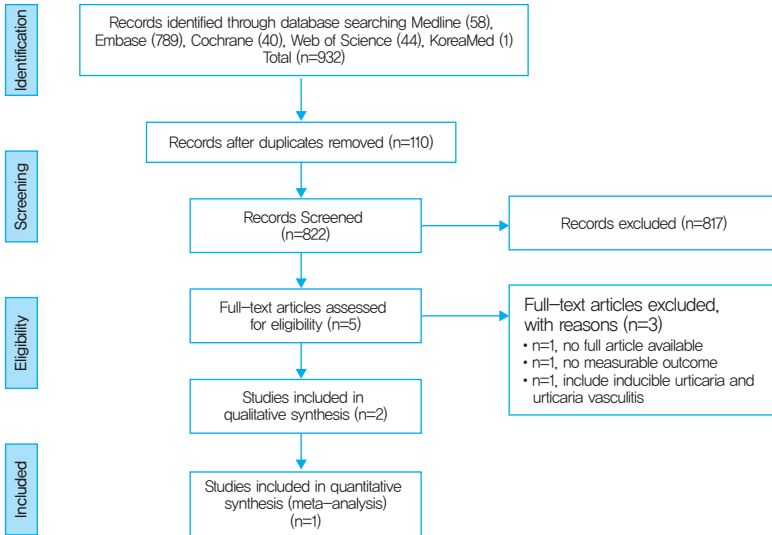 Identification
Records identified through database searching Medline (58),
Embase (789), Cochrane (40), Web of Science (44), KoreaMed (1)
Total (n=932)
Records after duplicates removed (n=110)
Screening
Records Screened
(n=822)
Records excluded (n=817)
Eligibility
Full-text articles assessed
for eligibility (n=5)
Full-text articles excluded,
with reasons (n=3)
• n=1, no full article available
• n=1, no measurable outcome
• n=1, include inducible urticaria and
urticaria vasculitis
Studies included in
qualitative synthesis (n=2)
Included
Studies included in quantitative
synthesis (meta-analysis)
(n=1)